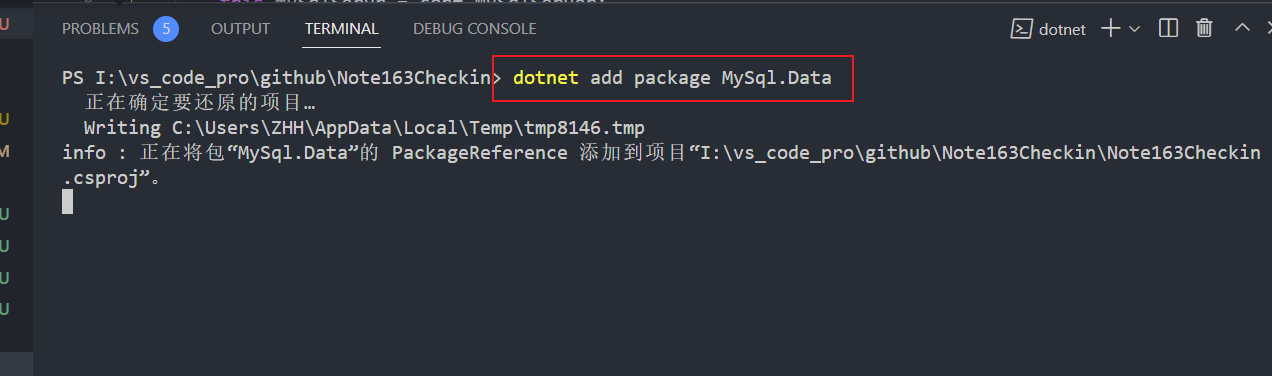 PROBLEMS 5 OUTPUT TERMINAL DEBUG CONSOLE dotnet
PS I:\vs_code_pro\github\Note163Checkin> dotnet add package MySql.Data
正在确定要还原的项目…
Writing C:\Users\ZHH\AppData\Local\Temp\tmp8146.tmp
info : 正在将包“MySql.Data”的 PackageReference 添加到项目“I:\vs_code_pro\github\Note163Checkin\Note163Checkin
.csproj”。
U
U
M
U
U
U
U